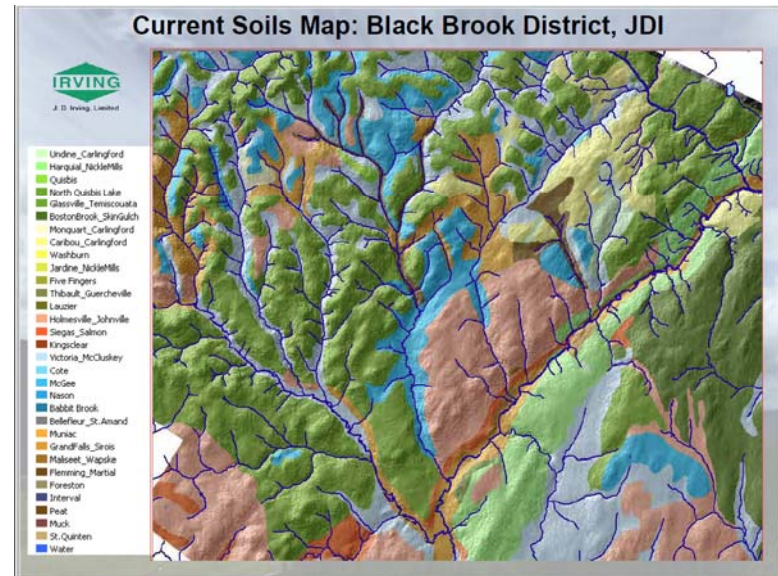 Current Soils Map: Black Brook District, JDI
IRVING
J. D. Irving, Limited
Undine_Carlingford
Harquial_NickleMills
Quisbis
North Quisbis Lake
Glassville_Temiscouata
BostonBrook_SkinGulch
Monquart_Carlingford
Caribou_Carlingford
Washburn
Jardine_NickleMills
Five Fingers
Thibault_Guercheville
Lauzier
Holmesville_Johnville
Siegas_Salmon
Kingsclear
Victoria_McCluskey
Cote
McGee
Nason
Babbit Brook
Bellefleur_St.Amand
Muniac
GrandFalls_Sirois
Maliseet_Wapske
Flemming_Martial
Foreston
Interval
Peat
Muck
St.Quinten
Water